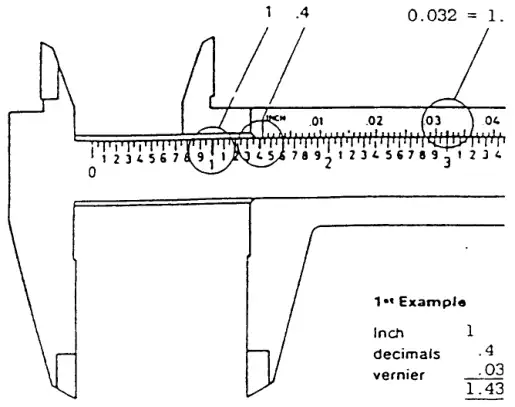 1 .4 0.032 = 1.
INCH .01 .02 .03 .04
0 1 2 3 4 5 6 7 8 9 1 1 2 3 4 5 6 7 8 9 2 1 2 3 4 5 6 7 8 9 3 1 2 3 4
1st Example
Inch 1
decimals .4
vernier .03
1.43